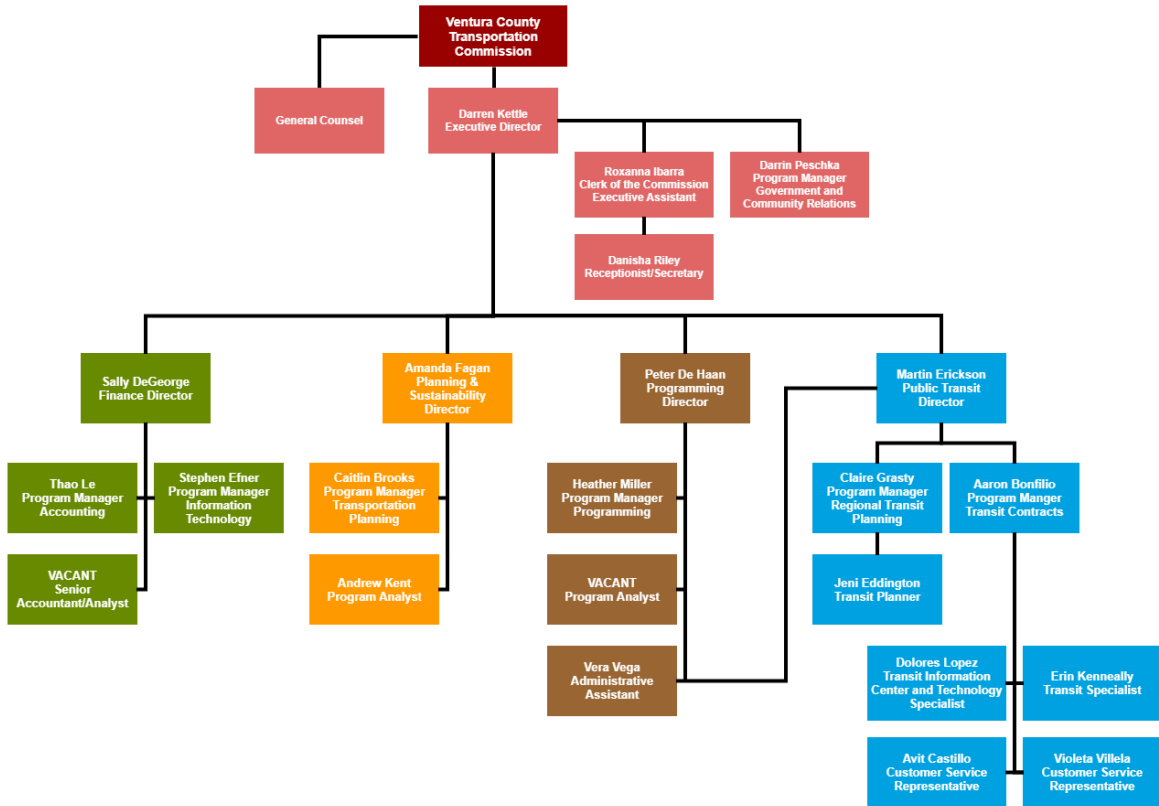 Ventura County
Transportation
Commission
General Counsel
Darren Kettle
Executive Director
Roxanna Ibarra
Clerk of the Commission
Executive Assistant
Darrin Peschka
Program Manager
Government and
Community Relations
Danisha Riley
Receptionist/Secretary
Sally DeGeorge
Finance Director
Amanda Fagan
Planning &
Sustainability
Director
Peter De Haan
Programming
Director
Martin Erickson
Public Transit
Director
Thao Le
Program Manager
Accounting
Stephen Efner
Program Manager
Information
Technology
Caitlin Brooks
Program Manager
Transportation
Planning
Heather Miller
Program Manager
Programming
Claire Grasty
Program Manager
Regional Transit
Planning
Aaron Bonfilio
Program Manger
Transit Contracts
VACANT
Senior
Accountant/Analyst
Andrew Kent
Program Analyst
VACANT
Program Analyst
Jeni Eddington
Transit Planner
Vera Vega
Administrative
Assistant
Dolores Lopez
Transit Information
Center and Technology
Specialist
Erin Kenneally
Transit Specialist
Avit Castillo
Customer Service
Representative
Violeta Villela
Customer Service
Representative